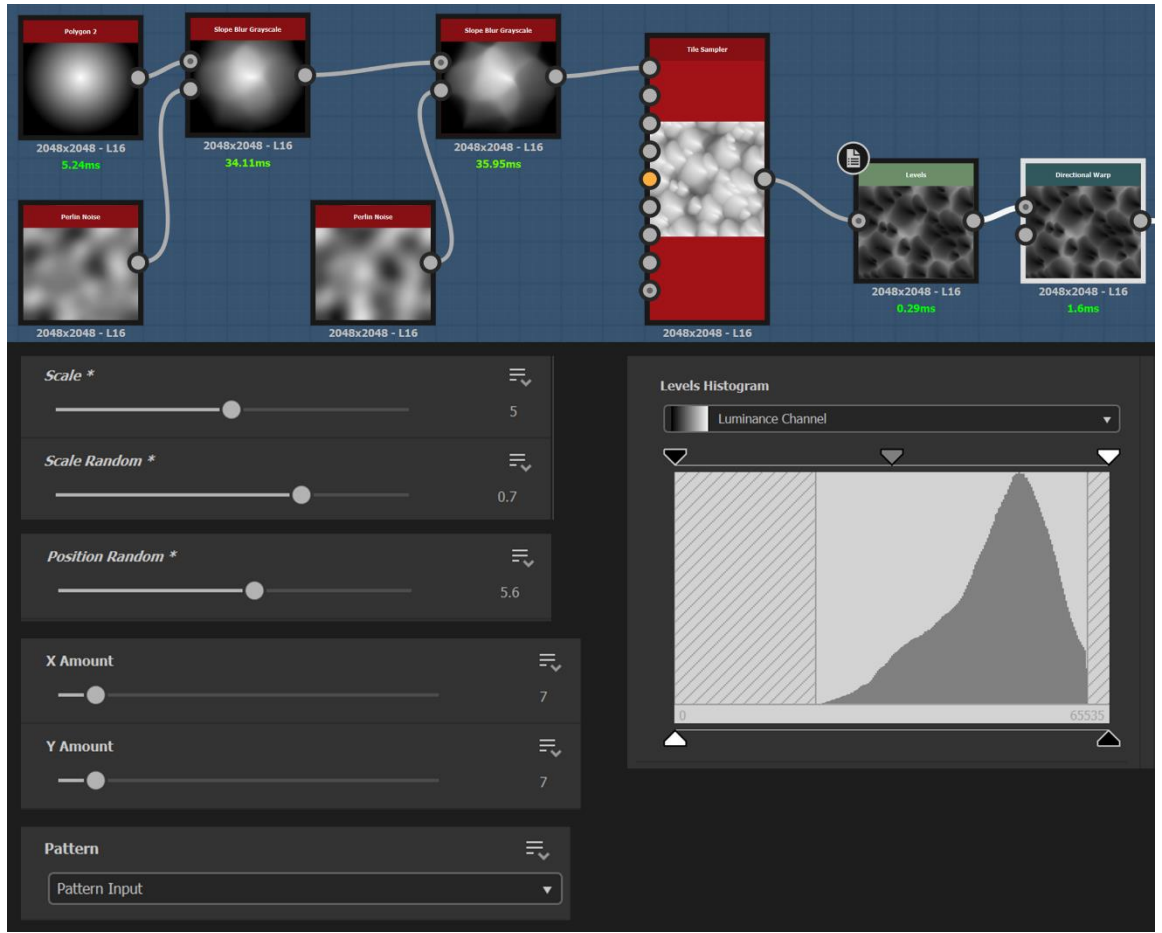 Polygon 2
Slope Blur Grayscale
Slope Blur Grayscale
Tile Sampler
2048x2048 - L16
5.24ms
2048x2048 - L16
34.11ms
2048x2048 - L16
35.95ms
Levels
Directional Warp
Perlin Noise
Perlin Noise
2048x2048 - L16
0.29ms
2048x2048 - L16
1.6ms
2048x2048 - L16
2048x2048 - L16
2048x2048 - L16
Scale *
5
Scale Random *
0.7
Position Random *
5.6
X Amount
7
Y Amount
7
Pattern
Pattern Input
Levels Histogram
Luminance Channel
0
65535